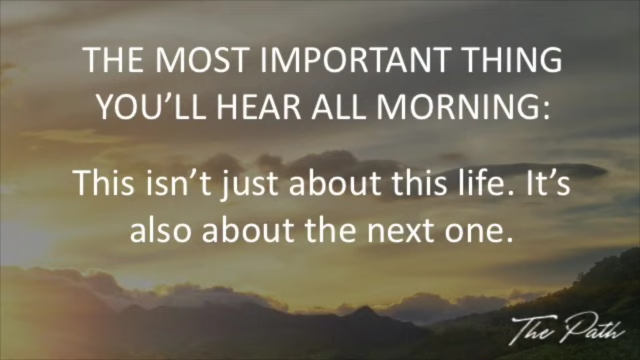 THE MOST IMPORTANT THING
YOU’LL HEAR ALL MORNING:
This isn’t just about this life. It’s
also about the next one.
The Path